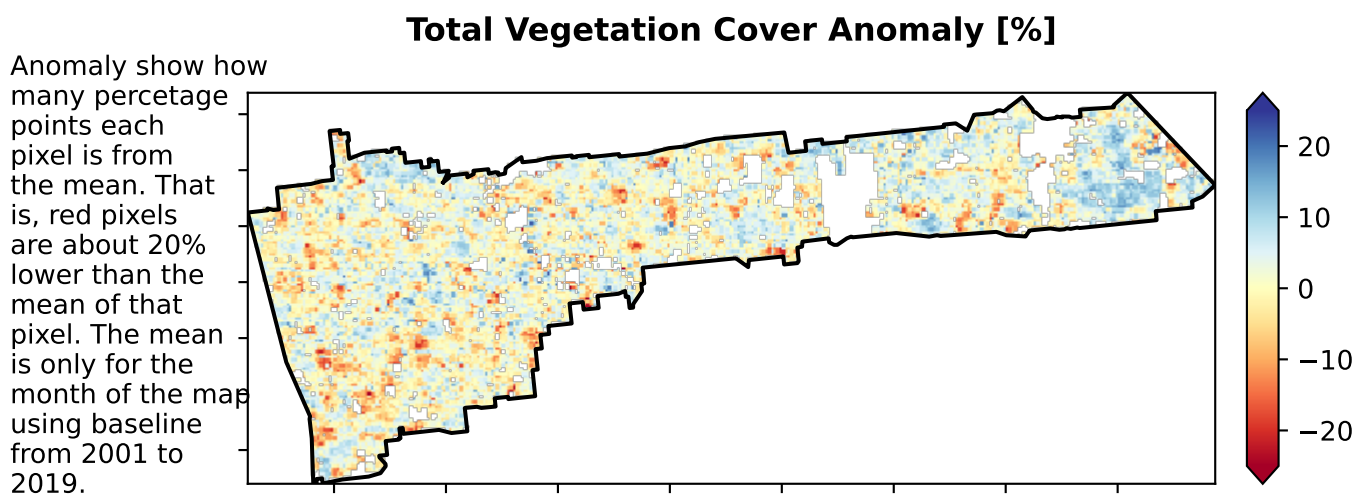 Total Vegetation Cover Anomaly [%]
Anomaly show how
many percetage
points each
pixel is from
the mean. That
is, red pixels
are about 20%
lower than the
mean of that
pixel. The mean
is only for the
month of the map
using baseline
from 2001 to
2019.
20
10
0
−10
−20